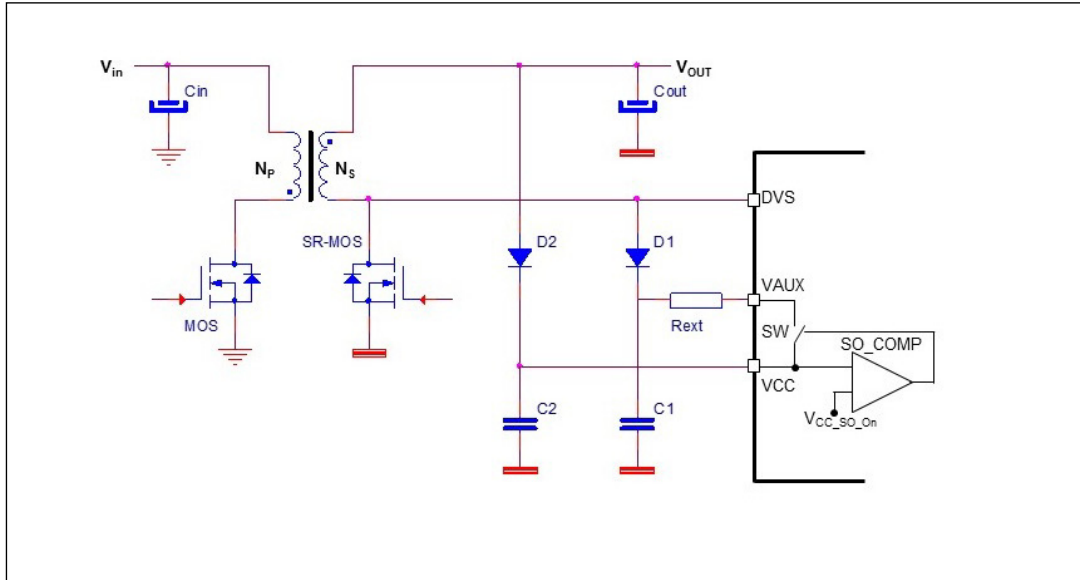 Vin
VOUT
Cin
Cout
NP
NS
DVS
SR-MOS
D2
D1
VAUX
MOS
Rext
SW
SO_COMP
VCC
C2
C1
VCC_SO_On